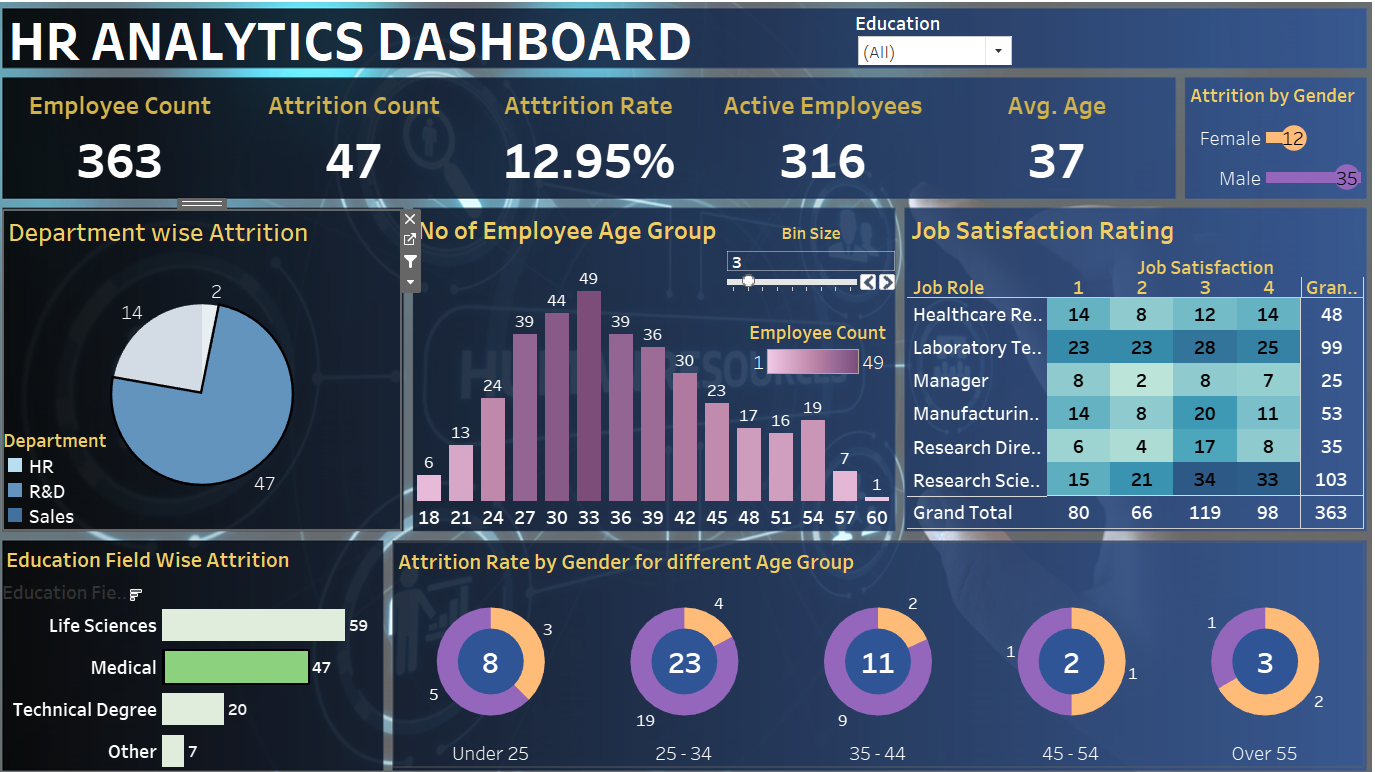 HR ANALYTICS DASHBOARD
Education
(All)
Employee Count
363
Attrition Count
47
Atttrition Rate
12.95%
Active Employees
316
Avg. Age
37
Attrition by Gender
Female 12
Male 35
Department wise Attrition
2
14
47
Department
HR
R&D
Sales
No of Employee Age Group
Bin Size
3
Employee Count
1 49
6 13 24 39 44 49 39 36 30 23 17 16 19 7 1
18 21 24 27 30 33 36 39 42 45 48 51 54 57 60
Job Satisfaction Rating
Job Satisfaction
Job Role 1 2 3 4 Gran..
Healthcare Re.. 14 8 12 14 48
Laboratory Te.. 23 23 28 25 99
Manager 8 2 8 7 25
Manufacturin.. 14 8 20 11 53
Research Dire.. 6 4 17 8 35
Research Scie.. 15 21 34 33 103
Grand Total 80 66 119 98 363
Education Field Wise Attrition
Education Fie..
Life Sciences 59
Medical 47
Technical Degree 20
Other 7
Attrition Rate by Gender for different Age Group
8 3 5
Under 25
23 4 19
25 - 34
11 2 9
35 - 44
2 1 1
45 - 54
3 1 2
Over 55